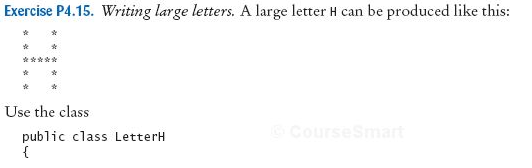 Exercise P4.15. Writing large letters. A large letter H can be produced like this:
*   *
*   *
*****
*   *
*   *
Use the class
public class LetterH
{
© CourseSmart